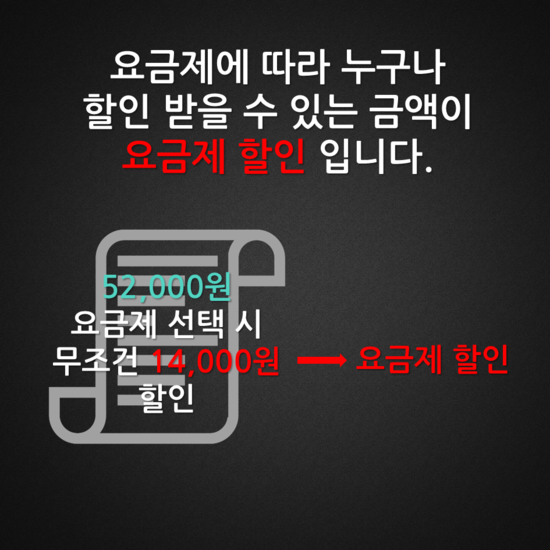 요금제에 따라 누구나
할인 받을 수 있는 금액이
요금제 할인 입니다.
52,000원
요금제 선택 시
무조건 14,000원
할인
요금제 할인